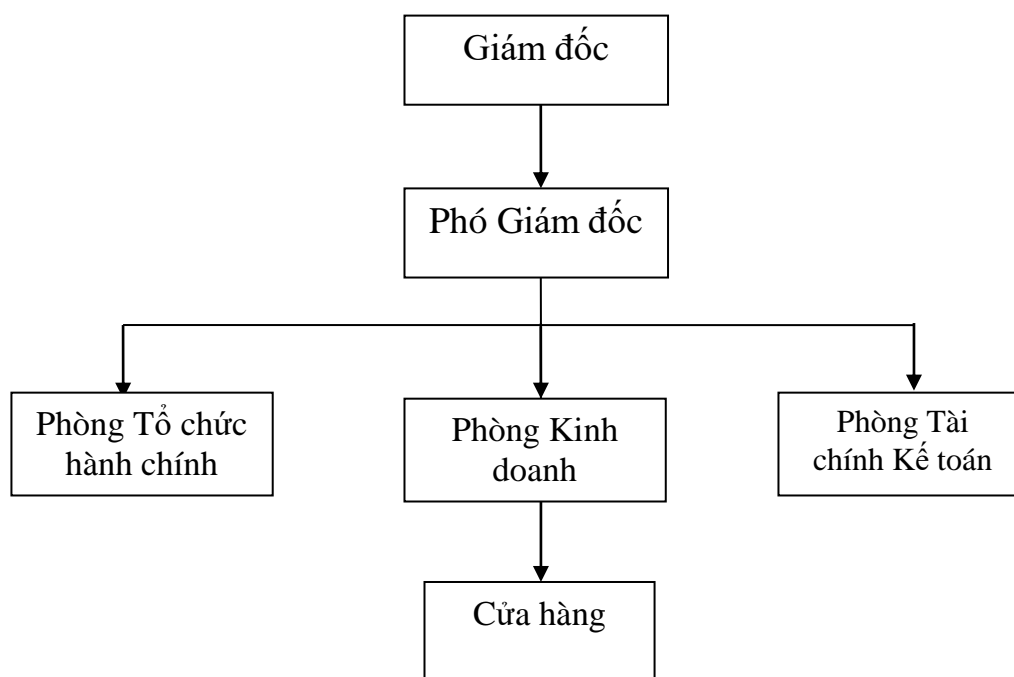 Giám đốc
Phó Giám đốc
Phòng Tổ chức
hành chính
Phòng Kinh
doanh
Phòng Tài
chính Kế toán
Cửa hàng